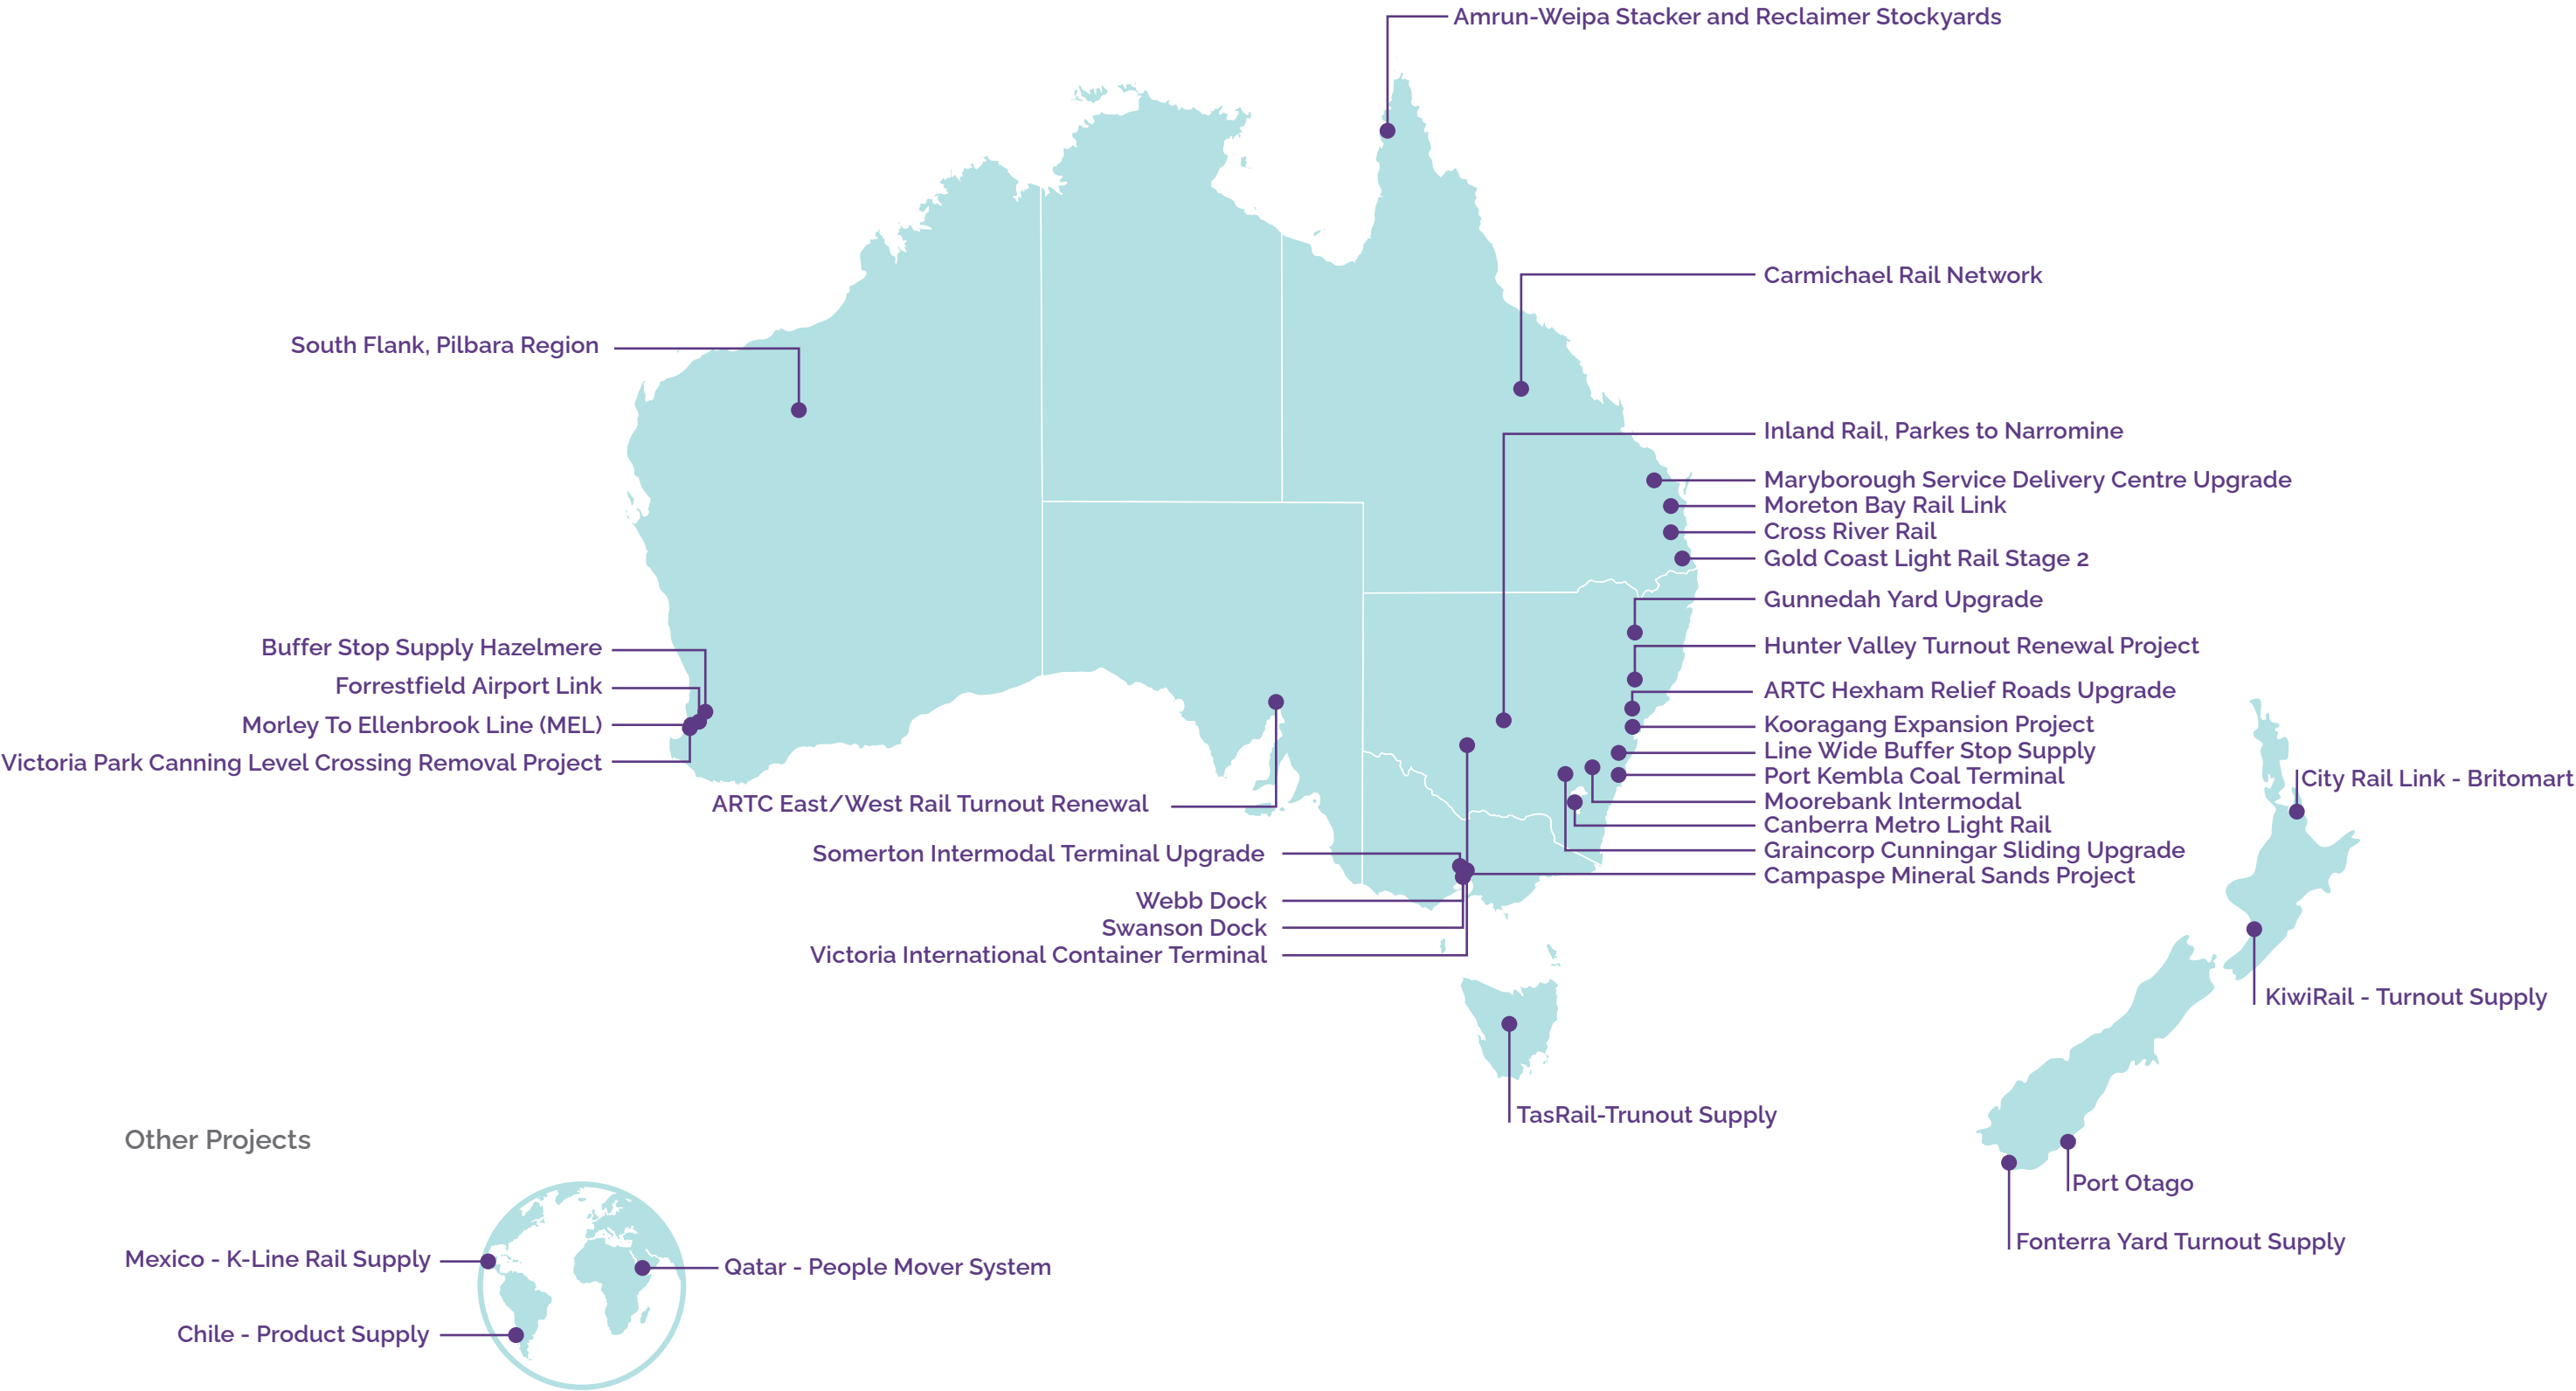 Amrun-Weipa Stacker and Reclaimer Stockyards
Carmichael Rail Network
South Flank, Pilbara Region
Inland Rail, Parkes to Narromine
Maryborough Service Delivery Centre Upgrade
Moreton Bay Rail Link
Cross River Rail
Gold Coast Light Rail Stage 2
Gunnedah Yard Upgrade
Hunter Valley Turnout Renewal Project
Buffer Stop Supply Hazelmere
Forrestfield Airport Link
Morley To Ellenbrook Line (MEL)
Victoria Park Canning Level Crossing Removal Project
ARTC Hexham Relief Roads Upgrade
Kooragang Expansion Project
Line Wide Buffer Stop Supply
Port Kembla Coal Terminal
Moorebank Intermodal
Canberra Metro Light Rail
Graincorp Cunningar Sliding Upgrade
Campaspe Mineral Sands Project
City Rail Link - Britomart
ARTC East/West Rail Turnout Renewal
Somerton Intermodal Terminal Upgrade
Webb Dock
Swanson Dock
Victoria International Container Terminal
KiwiRail - Turnout Supply
TasRail-Trunout Supply
Port Otago
Fonterra Yard Turnout Supply
Other Projects
Mexico - K-Line Rail Supply
Qatar - People Mover System
Chile - Product Supply